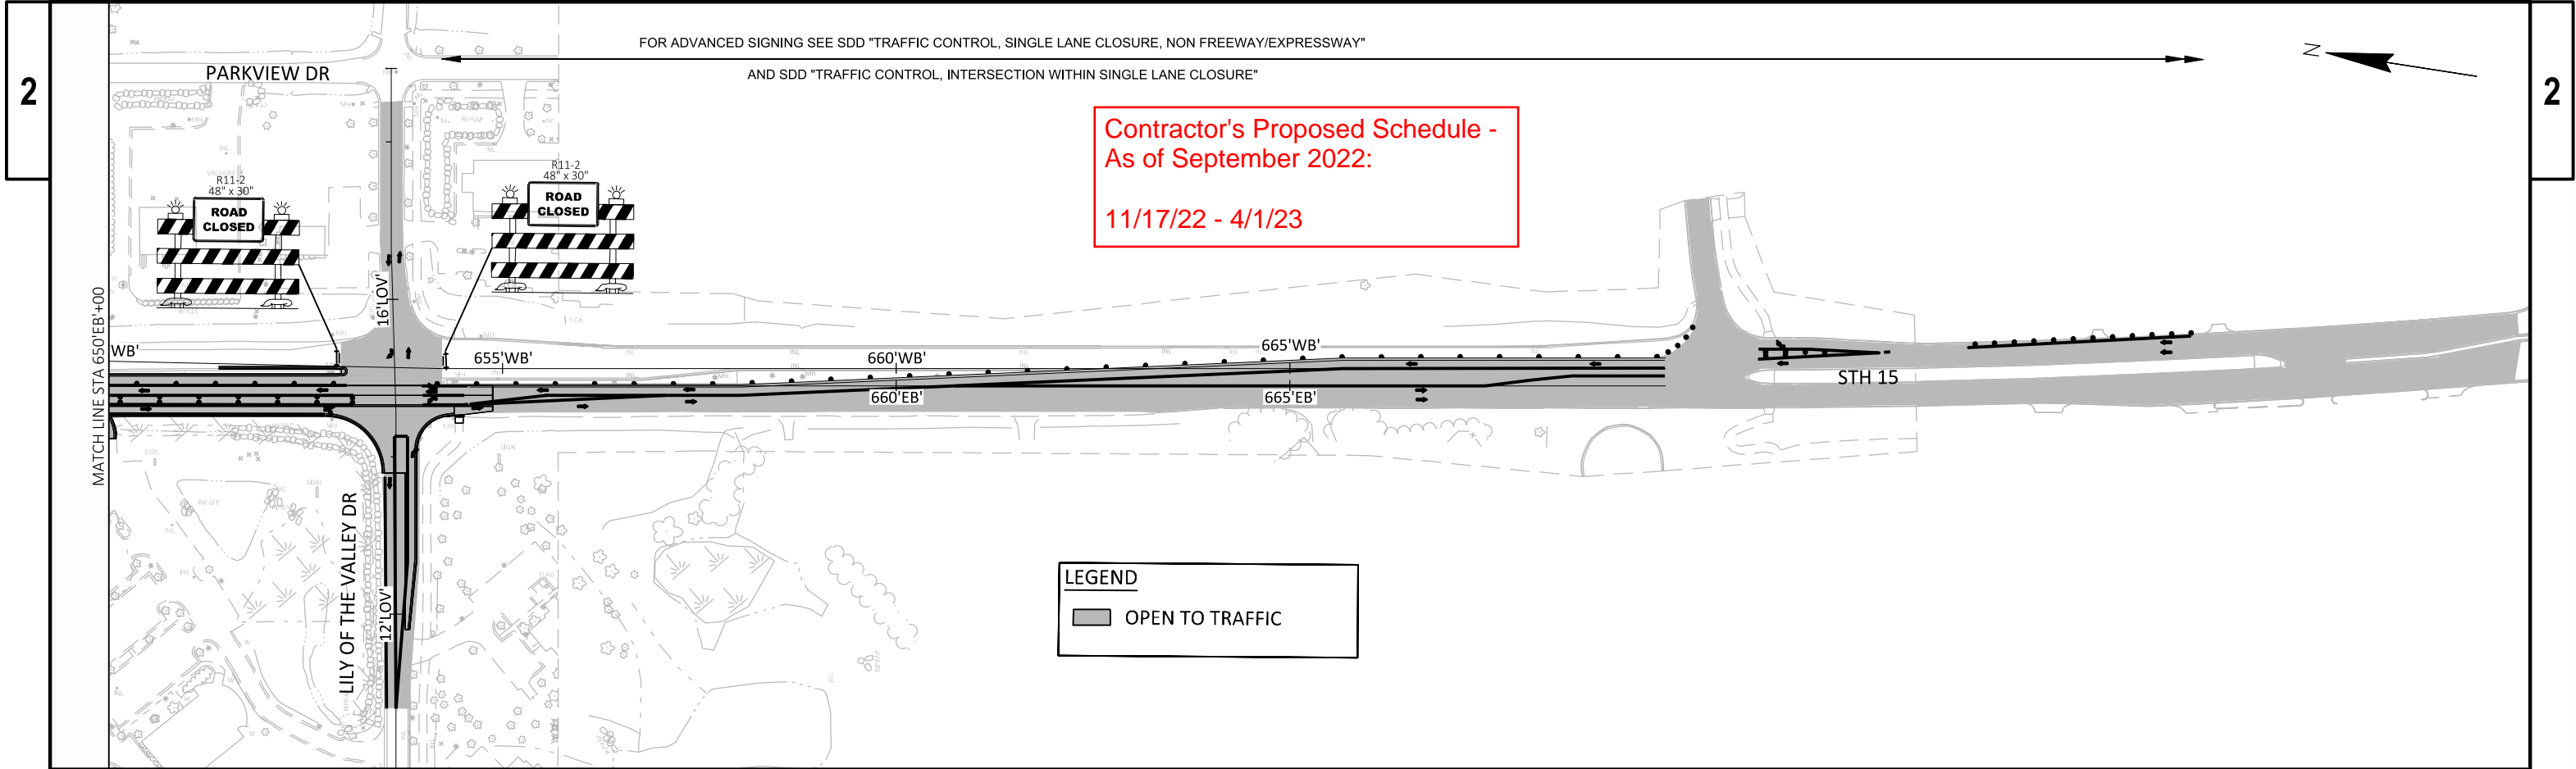 2
FOR ADVANCED SIGNING SEE SDD "TRAFFIC CONTROL, SINGLE LANE CLOSURE, NON FREEWAY/EXPRESSWAY"
AND SDD "TRAFFIC CONTROL, INTERSECTION WITHIN SINGLE LANE CLOSURE"
N
2
PARKVIEW DR
Contractor's Proposed Schedule -
As of September 2022:
11/17/22 - 4/1/23
R11-2
48" x 30"
ROAD
CLOSED
R11-2
48" x 30"
ROAD
CLOSED
MATCH LINE STA 650'EB'+00
16'LOV'
WB'
655'WB'
660'WB'
665'WB'
660'EB'
665'EB'
STH 15
LILY OF THE VALLEY DR
12'LOV'
LEGEND
OPEN TO TRAFFIC